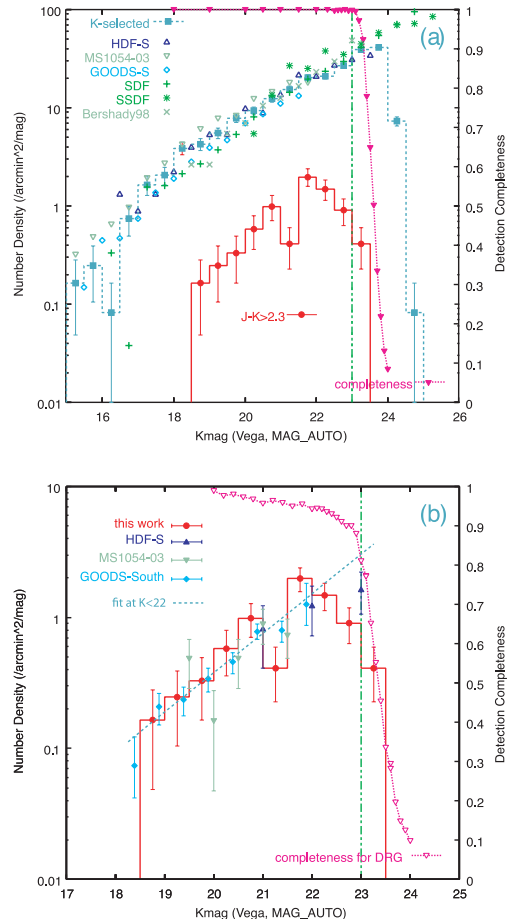 (a)
K-selected
HDF-S
MS1054-03
GOODS-S
SDF
SSDF
Bershady98
J-K>2.3
completeness
100
10
1
0.1
0.01
Number Density (/arcmin^2/mag)
1
0.9
0.8
0.7
0.6
0.5
0.4
0.3
0.2
0.1
0
Detection Completeness
16 18 20 22 24 26
Kmag (Vega, MAG_AUTO)
(b)
this work
HDF-S
MS1054-03
GOODS-South
fit at K<22
completeness for DRG
10
1
0.1
0.01
Number Density (/arcmin^2/mag)
1
0.9
0.8
0.7
0.6
0.5
0.4
0.3
0.2
0.1
0
Detection Completeness
17 18 19 20 21 22 23 24 25
Kmag (Vega, MAG_AUTO)